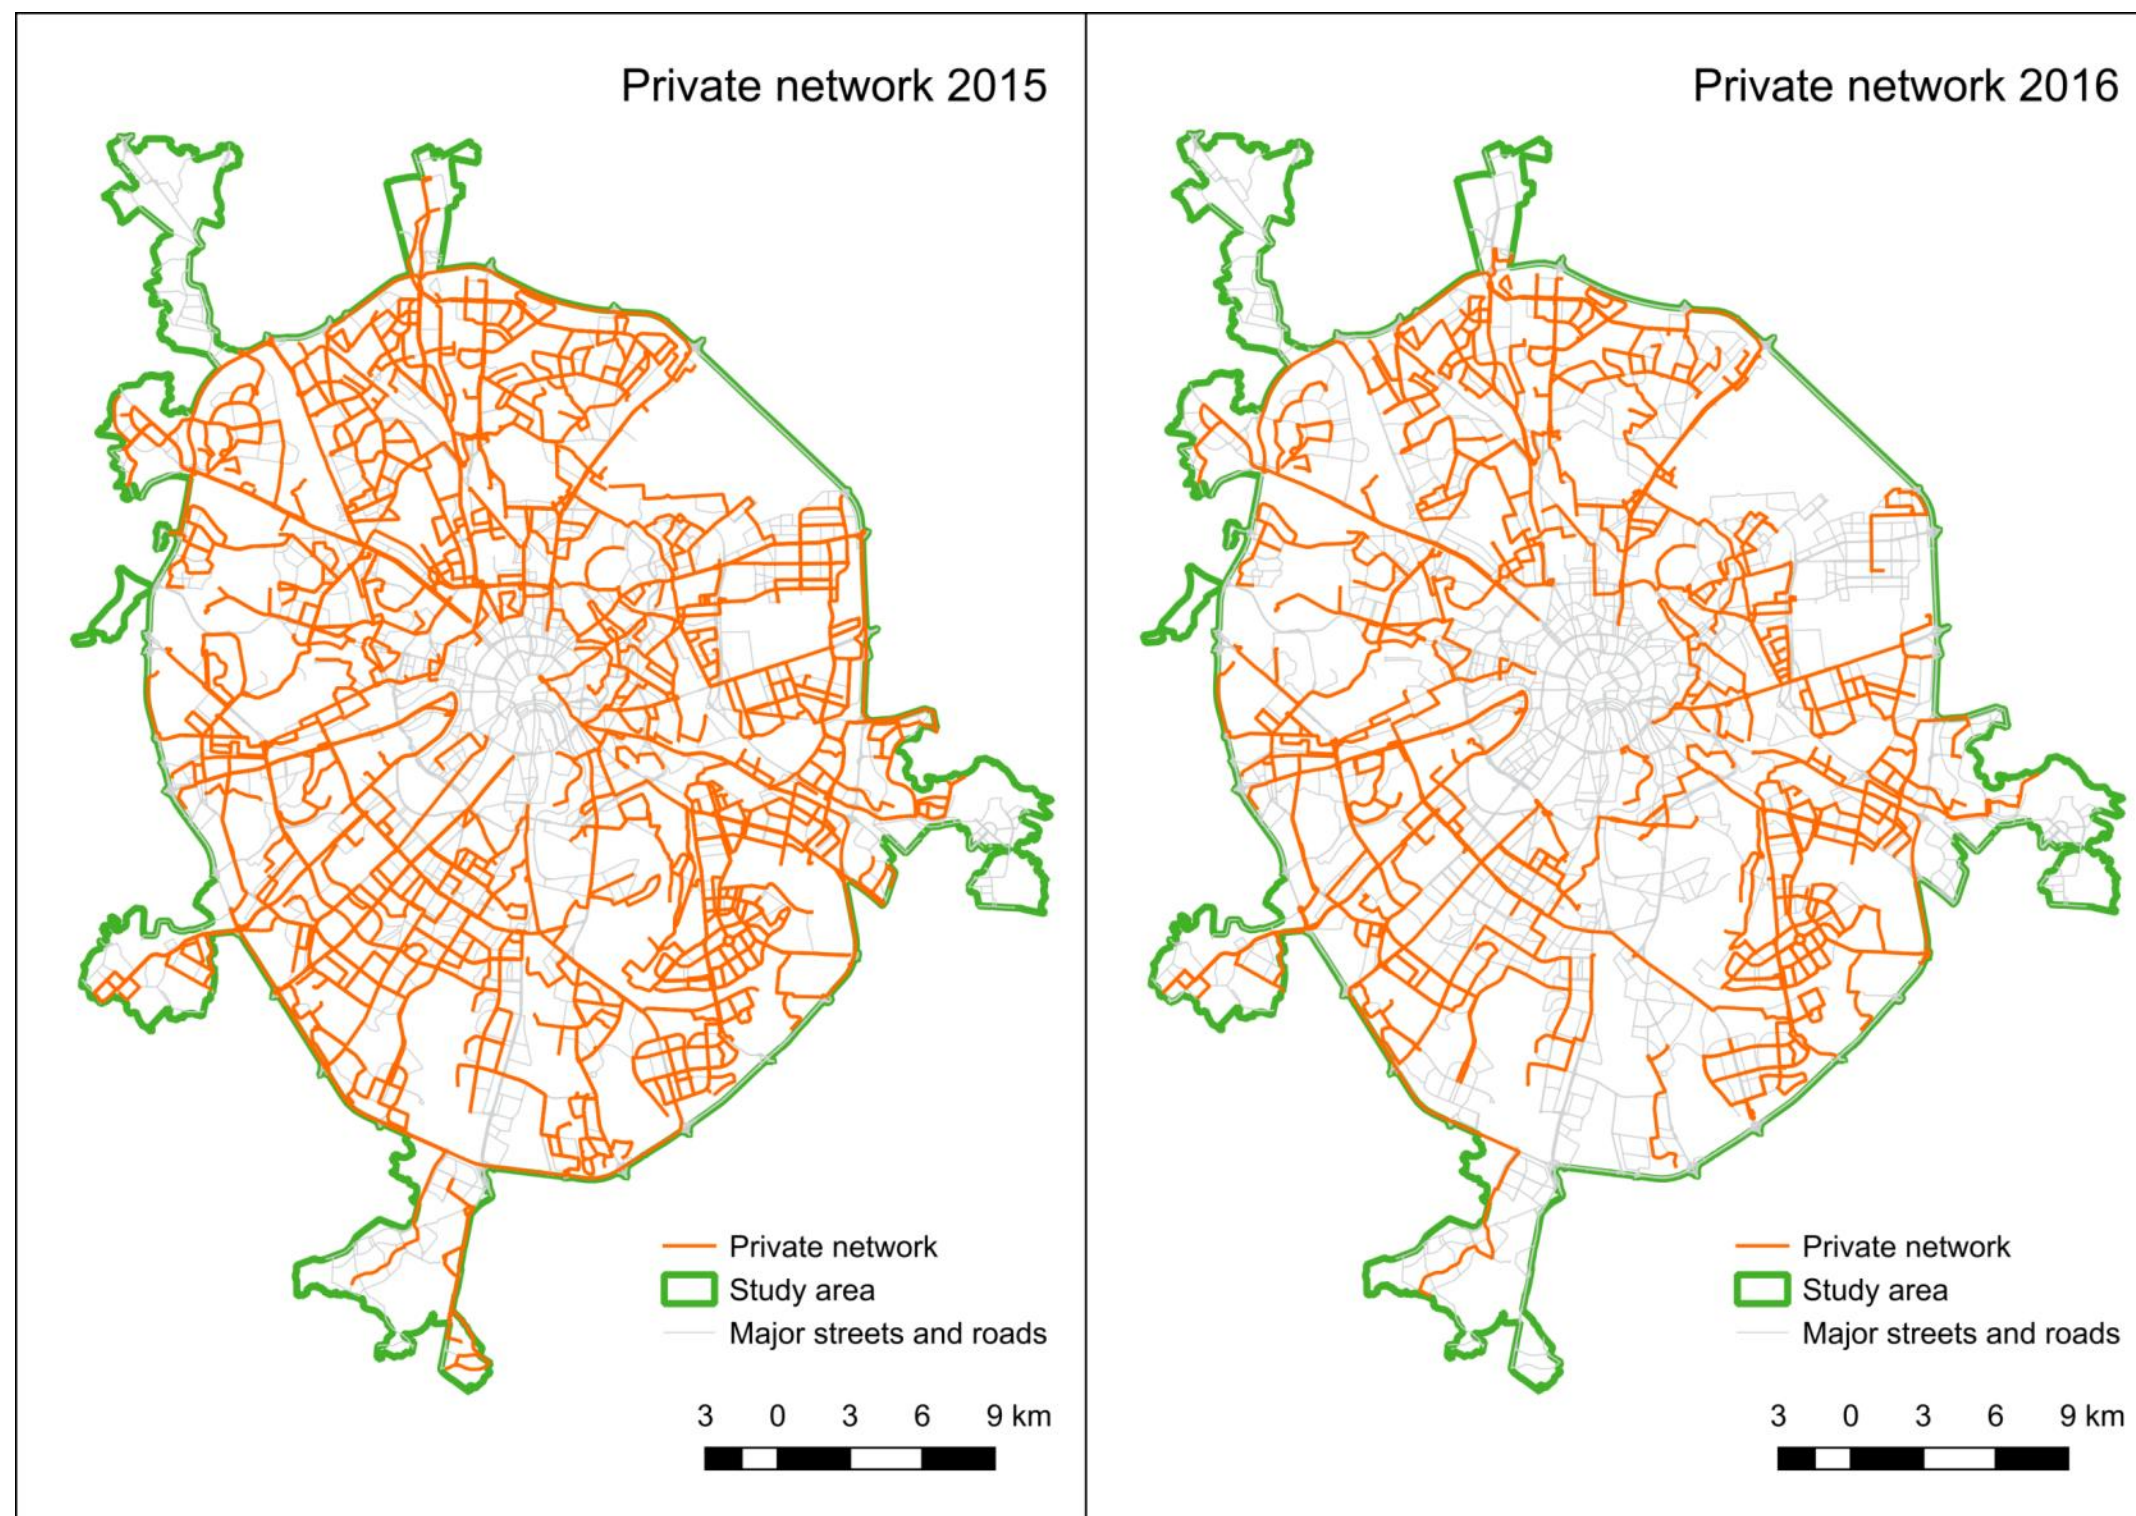 Private network 2015
Private network
Study area
Major streets and roads
3 0 3 6 9 km
Private network 2016
Private network
Study area
Major streets and roads
3 0 3 6 9 km